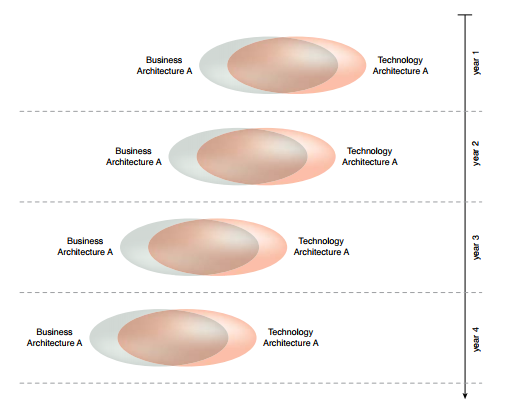 Business
Architecture A
Technology
Architecture A
year 1
Business
Architecture A
Technology
Architecture A
year 2
Business
Architecture A
Technology
Architecture A
year 3
Business
Architecture A
Technology
Architecture A
year 4